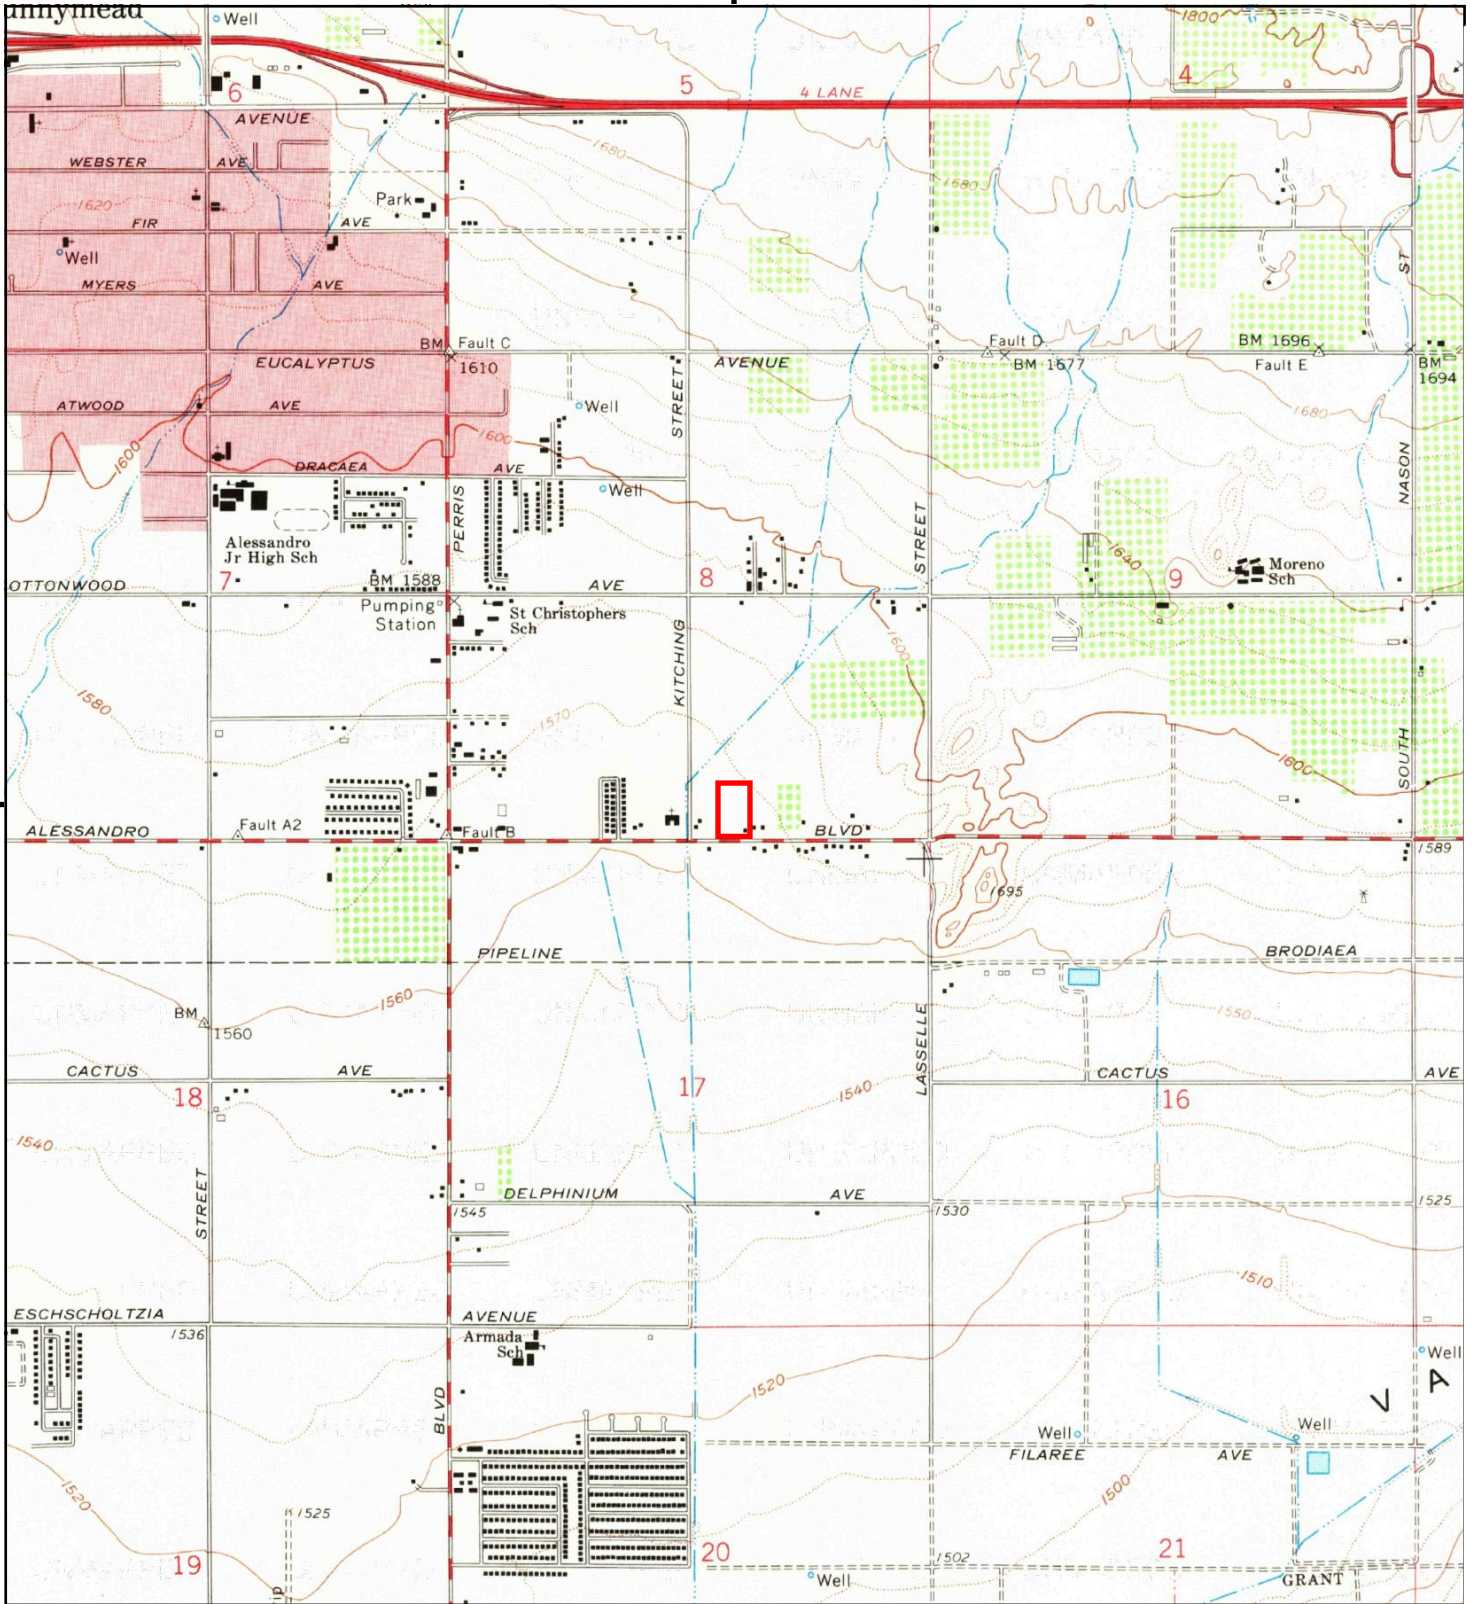 unnymead
Well
1800
6
5
4
4 LANE
AVENUE
1680
WEBSTER
AVE
1680
Park
1620
FIR
AVE
Well
ST
MYERS
AVE
BM
Fault C
Fault D
BM 1696
EUCALYPTUS
1610
AVENUE
BM 1677
Fault E
BM
1694
ATWOOD
AVE
Well
STREET
1680
1600
1600
DRACAEA
AVE
NASON
Well
PERRIS
STREET
Alessandro
Jr High Sch
1640
Moreno
Sch
OTTONWOOD
7
BM 1588
AVE
8
9
Pumping
Station
St Christophers
Sch
KITCHING
1600
1580
1570
SOUTH
1600
ALESSANDRO
Fault A2
Fault B
BLVD
1589
1695
PIPELINE
BRODIAEA
1560
BM
1560
1550
LASSELLE
CACTUS
AVE
CACTUS
AVE
18
17
1540
16
1540
STREET
DELPHINIUM
AVE
1545
1530
1525
1510
ESCHSCHOLTZIA
AVENUE
1536
Armada
Sch
Well
V A
1520
BLVD
Well
Well
FILAREE
AVE
1520
1500
1525
19
20
1502
21
Well
GRANT
ip